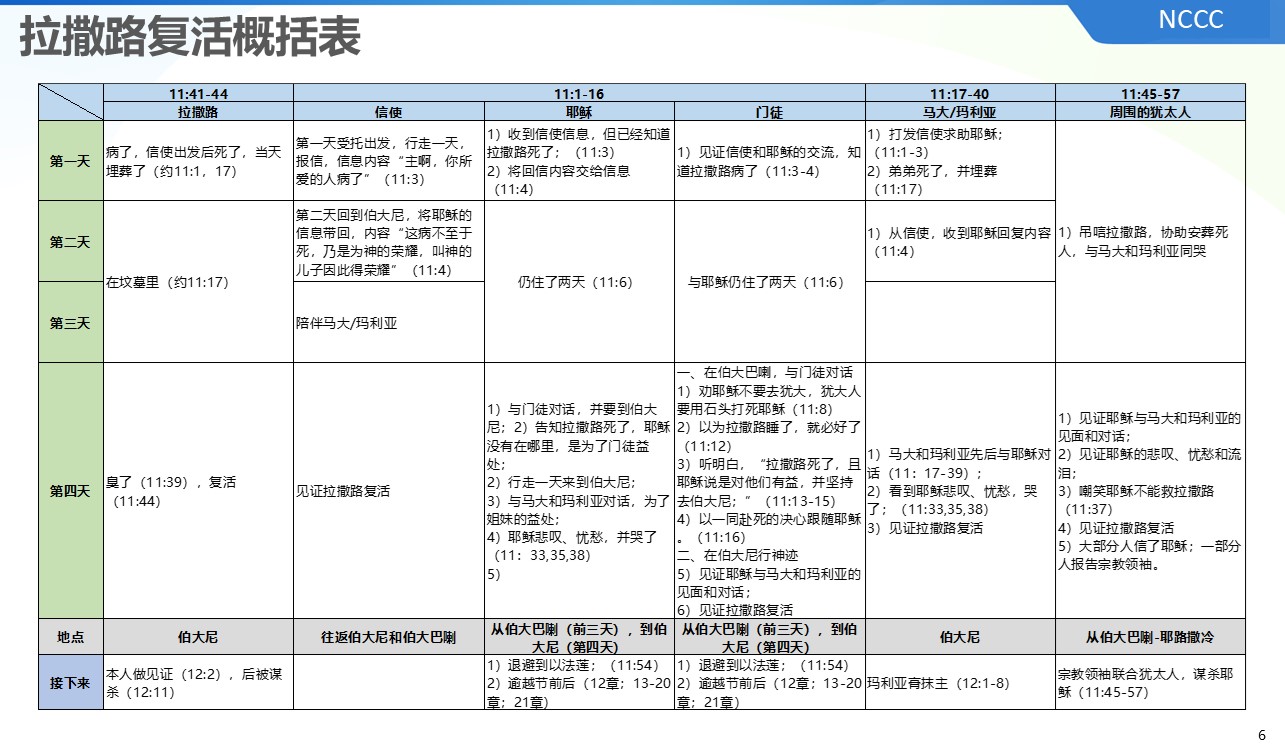 NCCC
拉撒路复活概括表
11:41-44
11:1-16
11:17-40
11:45-57
拉撒路
信使
耶稣
门徒
马大/玛利亚
周围的犹太人
第一天
病了，信使出发后死了，当天
埋葬了（约11:1，17）
第一天受托出发，行走一天，
报信，信息内容“主啊，你所
爱的人病了”（11:3）
1）收到信使信息，但已经知道
拉撒路死了；（11:3）
2）将回信内容交给信息
（11:4）
1）见证信使和耶稣的交流，知
道拉撒路病了（11:3-4）
1）打发信使求助耶稣；
（11:1-3）
2）弟弟死了，并埋葬
（11:17）
1）吊唁拉撒路，协助安葬死
人，与马大和玛利亚同哭
第二天
在坟墓里（约11:17）
第二天回到伯大尼，将耶稣的
信息带回，内容“这病不至于
死，乃是为神的荣耀，叫神的
儿子因此得荣耀”（11:4）
仍住了两天（11:6）
与耶稣仍住了两天（11:6）
1）从信使，收到耶稣回复内容
（11:4）
第三天
陪伴马大/玛利亚
第四天
臭了（11:39），复活
（11:44）
见证拉撒路复活
1）与门徒对话，并要到伯大
尼；2）告知拉撒路死了，耶稣
没有在哪里，是为了门徒益
处；
2）行走一天来到伯大尼；
3）与马大和玛利亚对话，为了
姐妹的益处；
4）耶稣悲叹、忧愁，并哭了
（11：33,35,38）
5）
一、在伯大巴喇，与门徒对话
1）劝耶稣不要去犹大，犹大人
要用石头打死耶稣（11:8）
2）以为拉撒路睡了，就必好了
（11:12）
3）听明白，“拉撒路死了，且
耶稣说是对他们有益，并坚持
去伯大尼；”（11:13-15）
4）以一同赴死的决心跟随耶稣
。（11:16）
二、在伯大尼行神迹
5）见证耶稣与马大和玛利亚的
见面和对话；
6）见证拉撒路复活
1）马大和玛利亚先后与耶稣对
话（11：17-39）;
2）看到耶稣悲叹、忧愁，哭
了；（11:33,35,38）
3）见证拉撒路复活
1）见证耶稣与马大和玛利亚的
见面和对话；
2）见证耶稣的悲叹、忧愁和流
泪；
3）嘲笑耶稣不能救拉撒路
（11:37）
4）见证拉撒路复活
5）大部分人信了耶稣；一部分
人报告宗教领袖。
地点
伯大尼
往返伯大尼和伯大巴喇
从伯大巴喇（前三天），到伯
大尼（第四天）
从伯大巴喇（前三天），到伯
大尼（第四天）
伯大尼
从伯大巴喇-耶路撒冷
接下来
本人做见证（12:2），后被谋
杀（12:11）
1）退避到以法莲；（11:54）
2）逾越节前后（12章；13-20
章；21章）
1）退避到以法莲；（11:54）
2）逾越节前后（12章；13-20
章；21章）
玛利亚膏抹主（12:1-8）
宗教领袖联合犹太人，谋杀耶
稣（11:45-57）
6